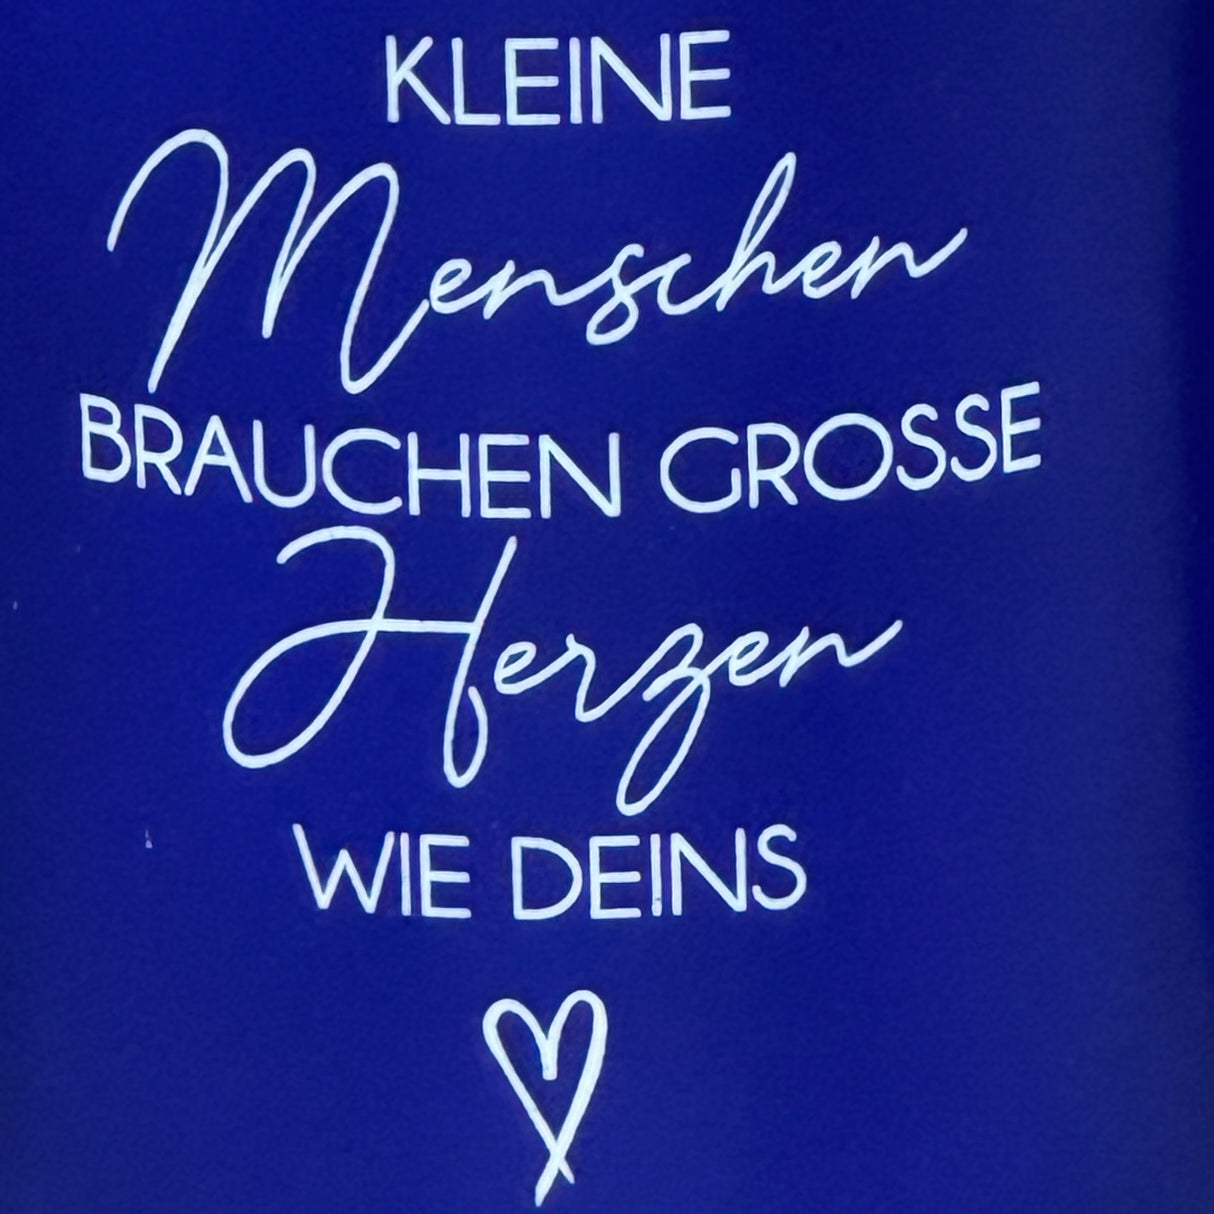 KLEINE
Menschen
BRAUCHEN GROSSE
Herzen
WIE DEINS